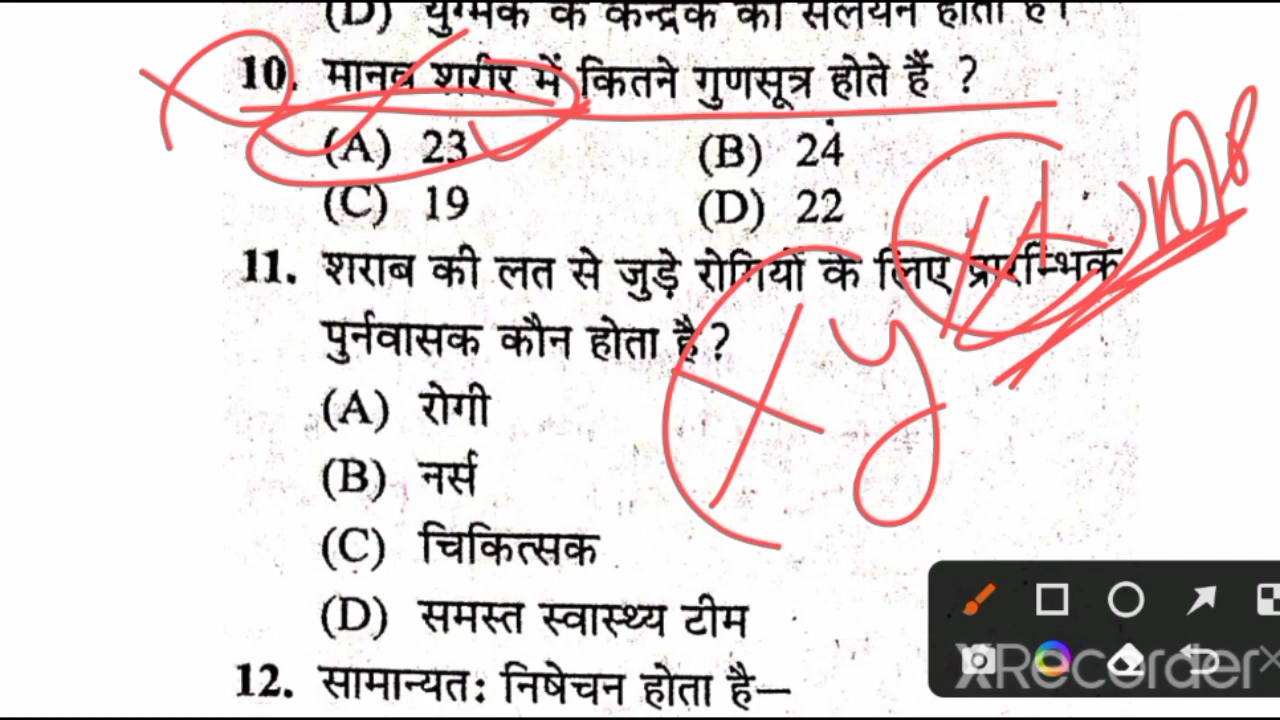 (D) युग्मक के केन्द्रक का संलयन होता है।
10. मानव शरीर में कितने गुणसूत्र होते हैं ?
(A) 23 (B) 24
(C) 19 (D) 22
11. शराब की लत से जुड़े रोगियों के लिए प्रारम्भिक
पुर्नवासक कौन होता है?
(A) रोगी
(B) नर्स
(C) चिकित्सक
(D) समस्त स्वास्थ्य टीम
12. सामान्यतः निषेचन होता है—
xy
XRecorder